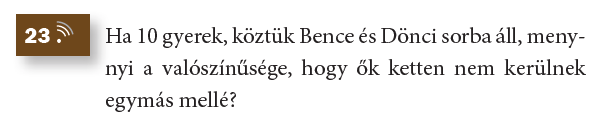 23. Ha 10 gyerek, köztük Bence és Dönci sorba áll, meny-
nyi a valószínűsége, hogy ők ketten nem kerülnek
egymás mellé?